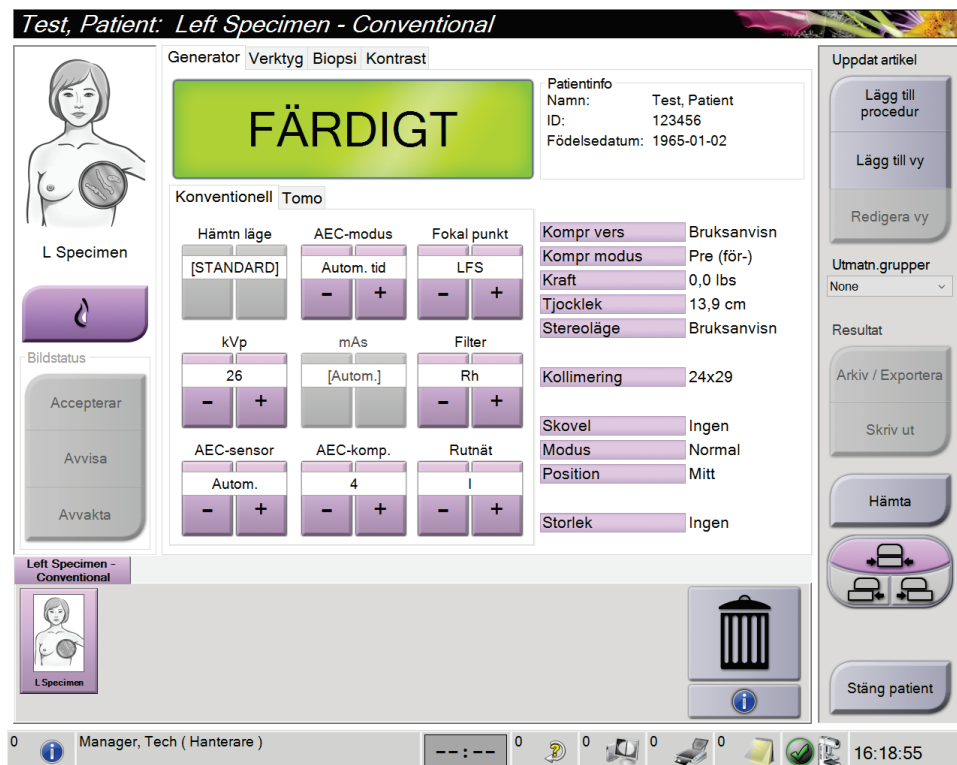 Test, Patient: Left Specimen - Conventional
Generator Verktyg Biopsi Kontrast
FÄRDIGT
Patientinfo
Namn: Test, Patient
ID: 123456
Födelsedatum: 1965-01-02
L Specimen
Bildstatus
Accepterar
Avvisa
Avvakta
Konventionell Tomo
Hämtn läge AEC-modus Fokal punkt
[STANDARD] Autom. tid LFS
- + - +
kVp mAs Filter
26 [Autom.] Rh
- + - +
AEC-sensor AEC-komp. Rutnät
Autom. 4 I
- + - + - +
Kompr vers Bruksanvisn
Kompr modus Pre (för-)
Kraft 0,0 lbs
Tjocklek 13,9 cm
Stereoläge Bruksanvisn
Kollimering 24x29
Skovel Ingen
Modus Normal
Position Mitt
Storlek Ingen
Uppdat artikel
Lägg till
procedur
Lägg till vy
Redigera vy
Utmatn.grupper
None
Resultat
Arkiv / Exportera
Skriv ut
Hämta
Stäng patient
Left Specimen -
Conventional
L Specimen
0 Manager, Tech ( Hanterare ) --:-- 0 0 0 0 16:18:55